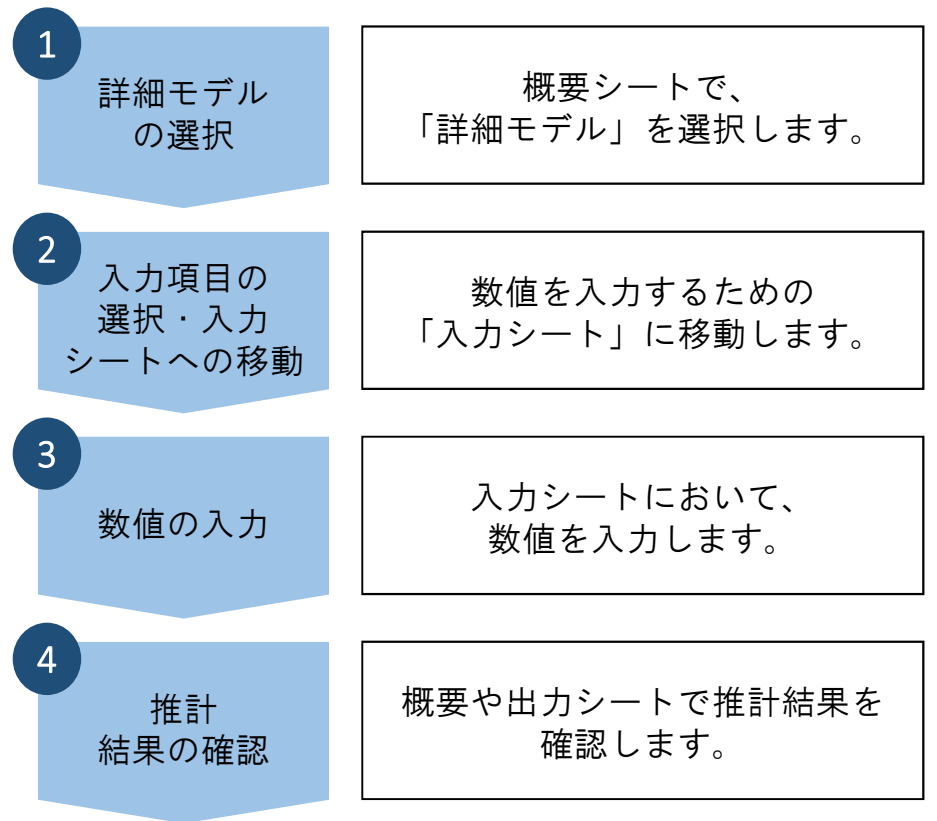 1
詳細モデル
の選択
概要シートで、
「詳細モデル」を選択します。
2
入力項目の
選択・入力
シートへの移動
数値を入力するための
「入力シート」に移動します。
3
数値の入力
入力シートにおいて、
数値を入力します。
4
推計
結果の確認
概要や出力シートで推計結果を
確認します。